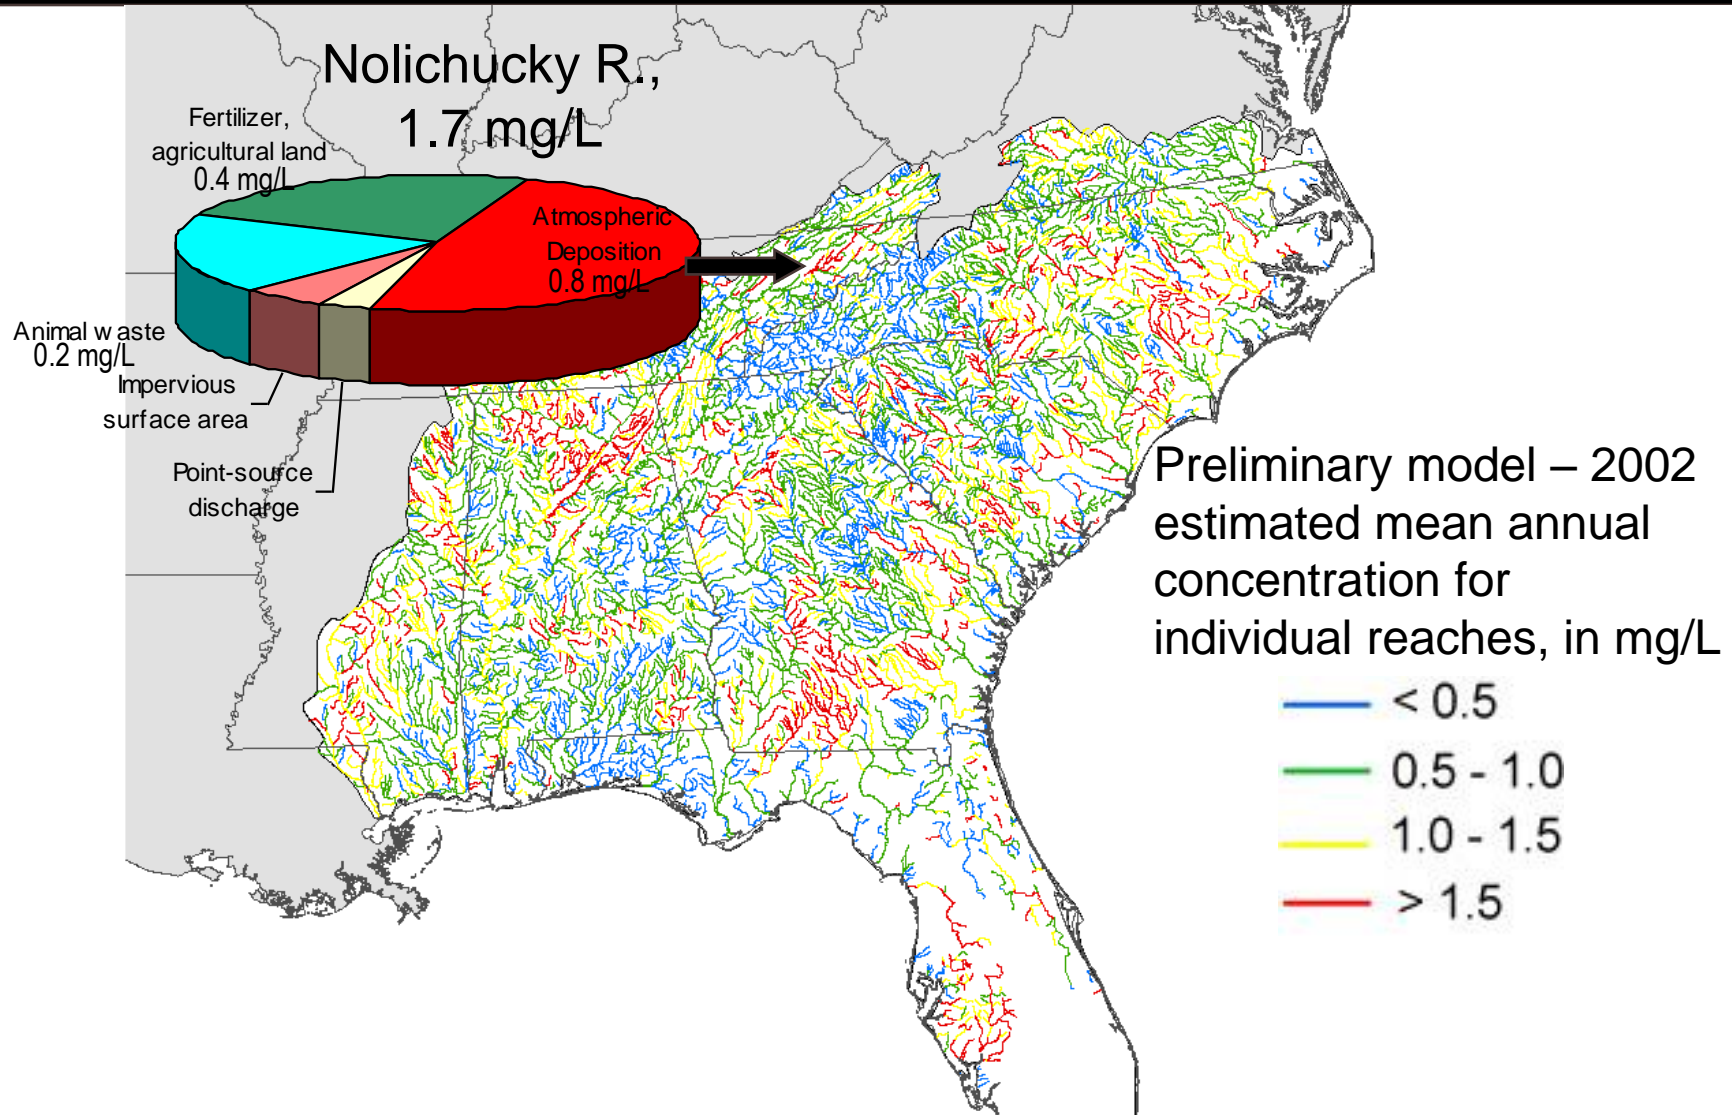 Nolichucky R.,
1.7 mg/L
Fertilizer,
agricultural land
0.4 mg/L
Atmospheric
Deposition
0.8 mg/L
Animal waste
0.2 mg/L
Impervious
surface area
Point-source
discharge
Preliminary model – 2002
estimated mean annual
concentration for
individual reaches, in mg/L
< 0.5
0.5 - 1.0
1.0 - 1.5
> 1.5